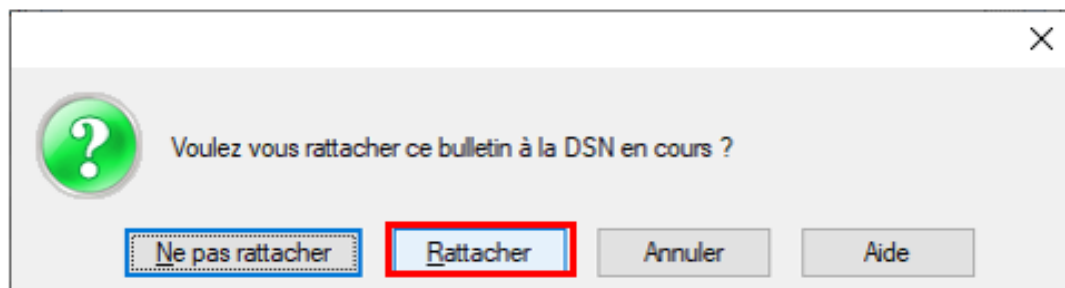 Voulez vous rattacher ce bulletin à la DSN en cours ?
Ne pas rattacher Rattacher Annuler Aide